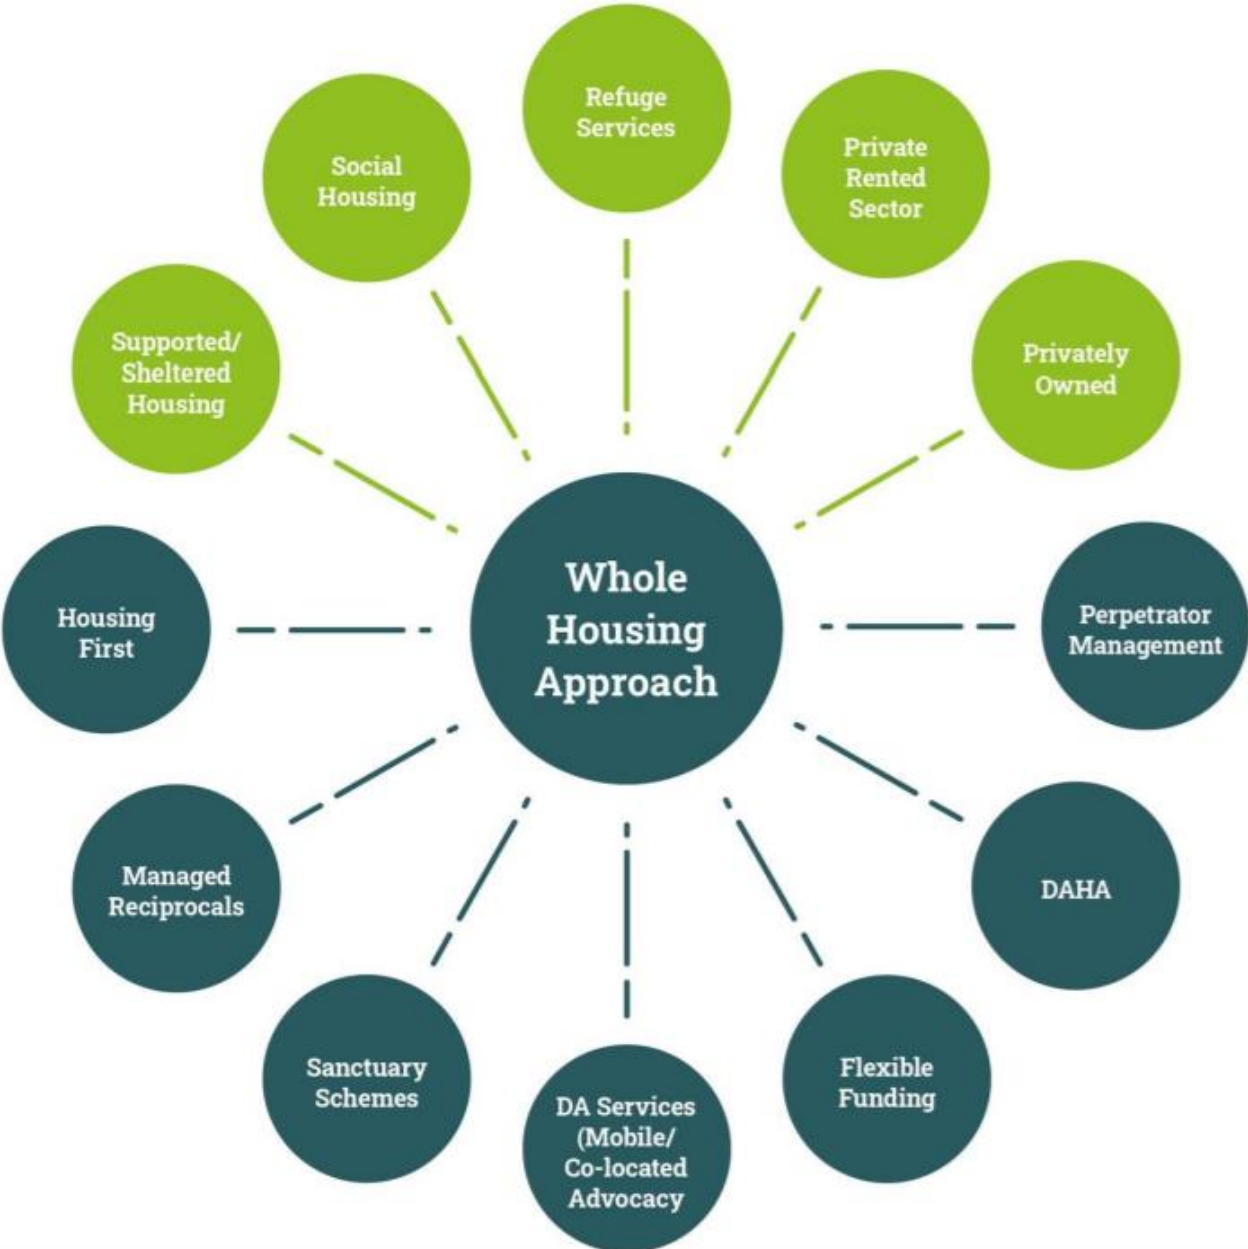 Refuge
Services
Social
Housing
Private
Rented
Sector
Supported/
Sheltered
Housing
Privately
Owned
Whole
Housing
Approach
Housing
First
Perpetrator
Management
Managed
Reciprocals
DAHA
Sanctuary
Schemes
DA Services
(Mobile/
Co-located
Advocacy
Flexible
Funding